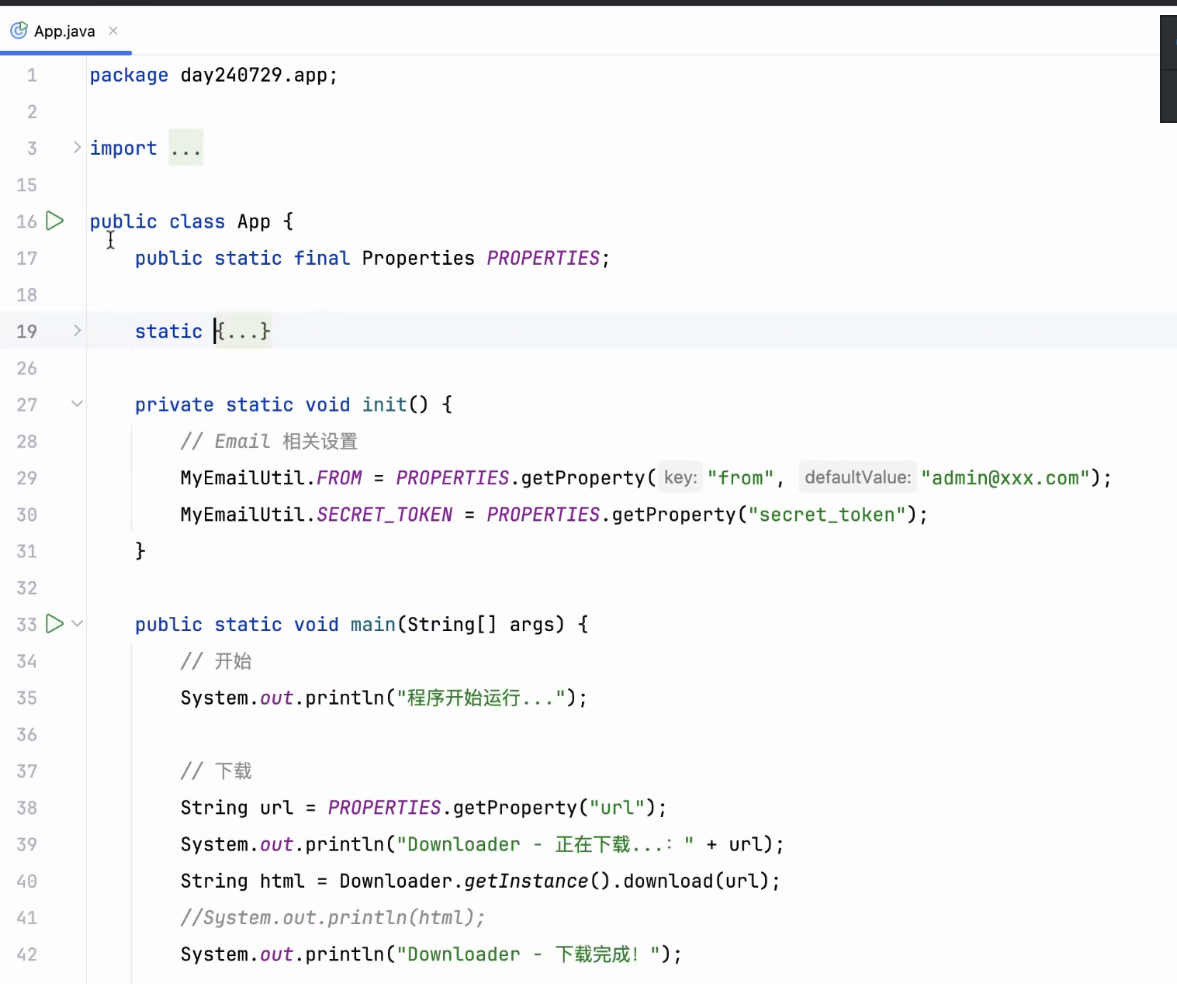 App.java
1 package day240729.app;
2
3 import ...
15
16 public class App {
17 public static final Properties PROPERTIES;
18
19 static {...}
26
27 private static void init() {
28 // Email 相关设置
29 MyEmailUtil.FROM = PROPERTIES.getProperty( key: "from", defaultValue: "admin@xxx.com");
30 MyEmailUtil.SECRET_TOKEN = PROPERTIES.getProperty("secret_token");
31 }
32
33 public static void main(String[] args) {
34 // 开始
35 System.out.println("程序开始运行...");
36
37 // 下载
38 String url = PROPERTIES.getProperty("url");
39 System.out.println("Downloader - 正在下载...: " + url);
40 String html = Downloader.getInstance().download(url);
41 //System.out.println(html);
42 System.out.println("Downloader - 下载完成! ");